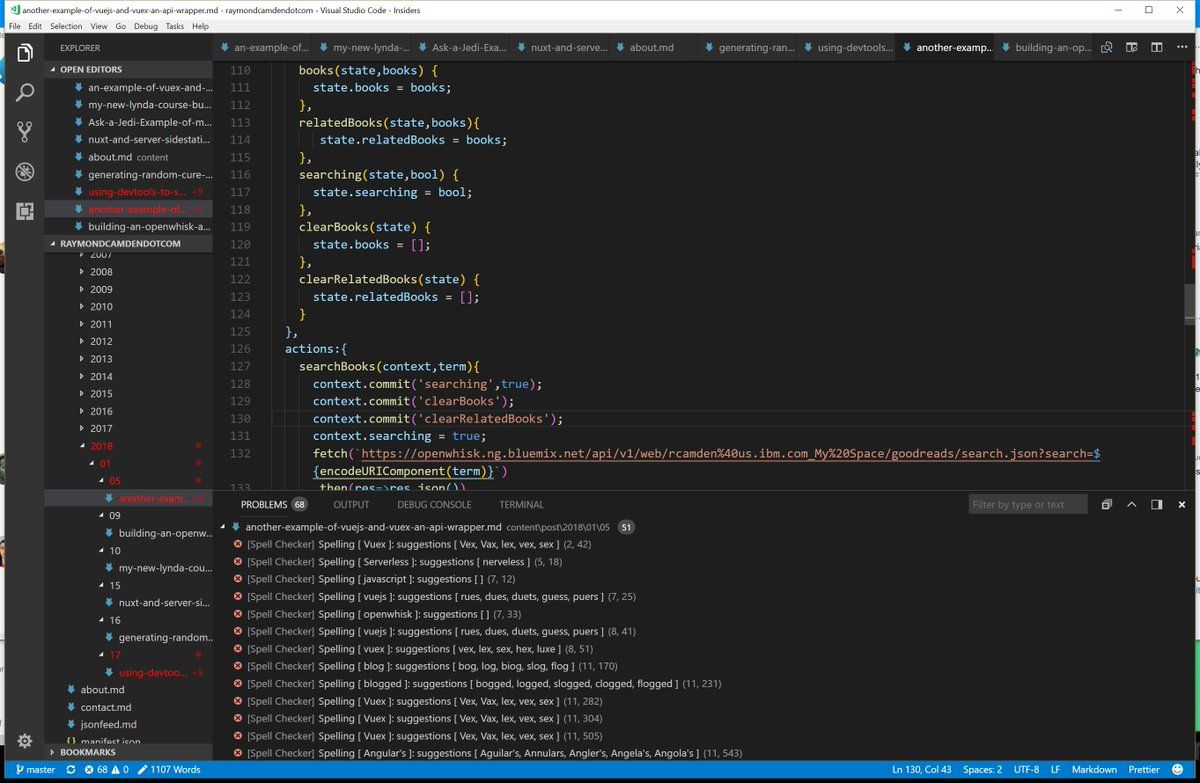 another-example-of-vuejs-and-vuex-an-api-wrapper.md - raymondcamdendotcom - Visual Studio Code - Insiders
File Edit Selection View Go Debug Tasks Help
EXPLORER
OPEN EDITORS
an-example-of-vuex-and-...
my-new-lynda-course-bu...
Ask-a-Jedi-Example-of-m...
nuxt-and-server-sidestati...
about.md content
generating-random-cure-...
using-devtools-to-s... +9
another-example-of... +9
building-an-openwhisk-a...
RAYMONDCAMDENDOTCOM
2007
2008
2009
2010
2011
2012
2013
2014
2015
2016
2017
2018
01
05
another-exam... +9
09
building-an-openw...
10
my-new-lynda-cou...
15
nuxt-and-server-si...
16
generating-random...
17
using-devtoo... +9
about.md
contact.md
jsonfeed.md
{} manifest.json
BOOKMARKS
an-example-of... my-new-lynda-... Ask-a-Jedi-Exa... nuxt-and-serve... about.md generating-ran... using-devtools... another-examp... building-an-op...
110 books(state,books) {
111 state.books = books;
112 },
113 relatedBooks(state,books){
114 state.relatedBooks = books;
115 },
116 searching(state,bool) {
117 state.searching = bool;
118 },
119 clearBooks(state) {
120 state.books = [];
121 },
122 clearRelatedBooks(state) {
123 state.relatedBooks = [];
124 }
125 },
126 actions:{
127 searchBooks(context,term){
128 context.commit('searching',true);
129 context.commit('clearBooks');
130 context.commit('clearRelatedBooks');
131 context.searching = true;
132 fetch(`https://openwhisk.ng.bluemix.net/api/v1/web/rcamden%40us.ibm.com_My%20Space/goodreads/search.json?search=$
{encodeURIComponent(term)}`)
133 .then(res=>res.json())
PROBLEMS 68 OUTPUT DEBUG CONSOLE TERMINAL Filter by type or text
another-example-of-vuejs-and-vuex-an-api-wrapper.md content\post\2018\01\05 51
[Spell Checker] Spelling [ Vuex ]: suggestions [ Vex, Vax, lex, vex, sex ] (2, 42)
[Spell Checker] Spelling [ Serverless ]: suggestions [ nerveless ] (5, 18)
[Spell Checker] Spelling [ javascript ]: suggestions [ ] (7, 12)
[Spell Checker] Spelling [ vuejs ]: suggestions [ rues, dues, duets, guess, puers ] (7, 25)
[Spell Checker] Spelling [ openwhisk ]: suggestions [ ] (7, 33)
[Spell Checker] Spelling [ vuejs ]: suggestions [ rues, dues, duets, guess, puers ] (8, 41)
[Spell Checker] Spelling [ vuex ]: suggestions [ vex, lex, sex, hex, luxe ] (8, 51)
[Spell Checker] Spelling [ blog ]: suggestions [ bog, log, biog, slog, flog ] (11, 170)
[Spell Checker] Spelling [ blogged ]: suggestions [ bogged, logged, slogged, clogged, flogged ] (11, 231)
[Spell Checker] Spelling [ Vuex ]: suggestions [ Vex, Vax, lex, vex, sex ] (11, 282)
[Spell Checker] Spelling [ Vuex ]: suggestions [ Vex, Vax, lex, vex, sex ] (11, 304)
[Spell Checker] Spelling [ Vuex ]: suggestions [ Vex, Vax, lex, vex, sex ] (11, 505)
[Spell Checker] Spelling [ Angular's ]: suggestions [ Aguilar's, Annulars, Angler's, Angela's, Angola's ] (11, 543)
master 68 0 1107 Words Ln 130, Col 43 Spaces: 2 UTF-8 LF Markdown Prettier